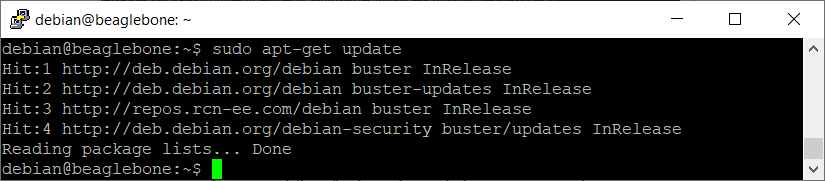 debian@beaglebone: ~
debian@beaglebone:~$ sudo apt-get update
Hit:1 http://deb.debian.org/debian buster InRelease
Hit:2 http://deb.debian.org/debian buster-updates InRelease
Hit:3 http://repos.rcn-ee.com/debian buster InRelease
Hit:4 http://deb.debian.org/debian-security buster/updates InRelease
Reading package lists... Done
debian@beaglebone:~$